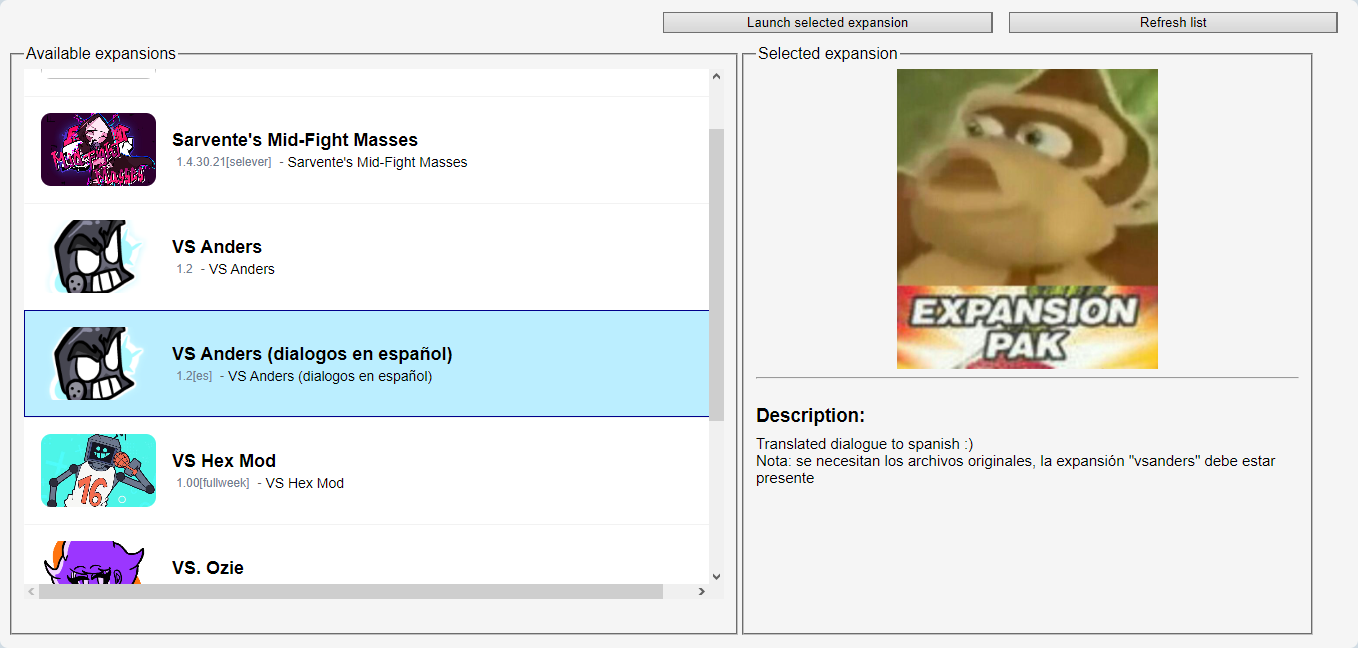 Launch selected expansion
Refresh list
Available expansions
Sarvente's Mid-Fight Masses
1.4.30.21[selever] - Sarvente's Mid-Fight Masses
VS Anders
1.2 - VS Anders
VS Anders (dialogos en español)
1.2[es] - VS Anders (dialogos en español)
VS Hex Mod
1.00[fullweek] - VS Hex Mod
16
VS. Ozie
Selected expansion
EXPANSION
PAK
Description:
Translated dialogue to spanish :)
Nota: se necesitan los archivos originales, la expansión "vsanders" debe estar
presente